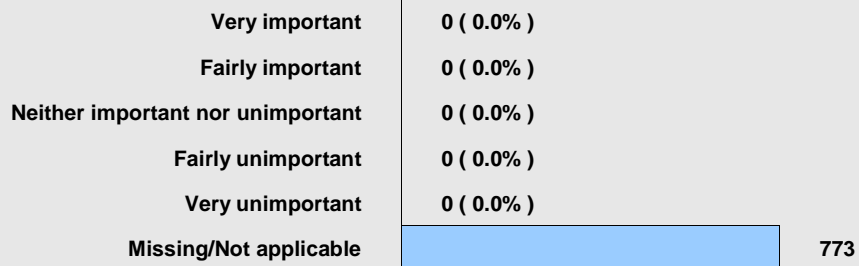 Very important 0 ( 0.0% )
Fairly important 0 ( 0.0% )
Neither important nor unimportant 0 ( 0.0% )
Fairly unimportant 0 ( 0.0% )
Very unimportant 0 ( 0.0% )
Missing/Not applicable 773